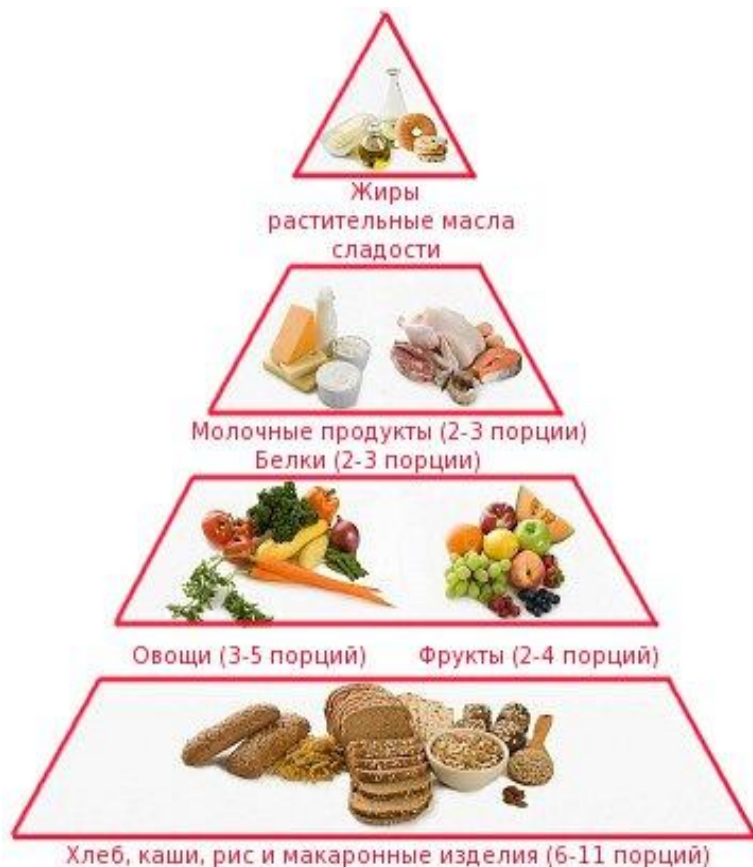 Жиры
растительные масла
сладости
Молочные продукты (2-3 порции)
Белки (2-3 порции)
Овощи (3-5 порций)
Фрукты (2-4 порций)
Хлеб, каши, рис и макаронные изделия (6-11 порций)